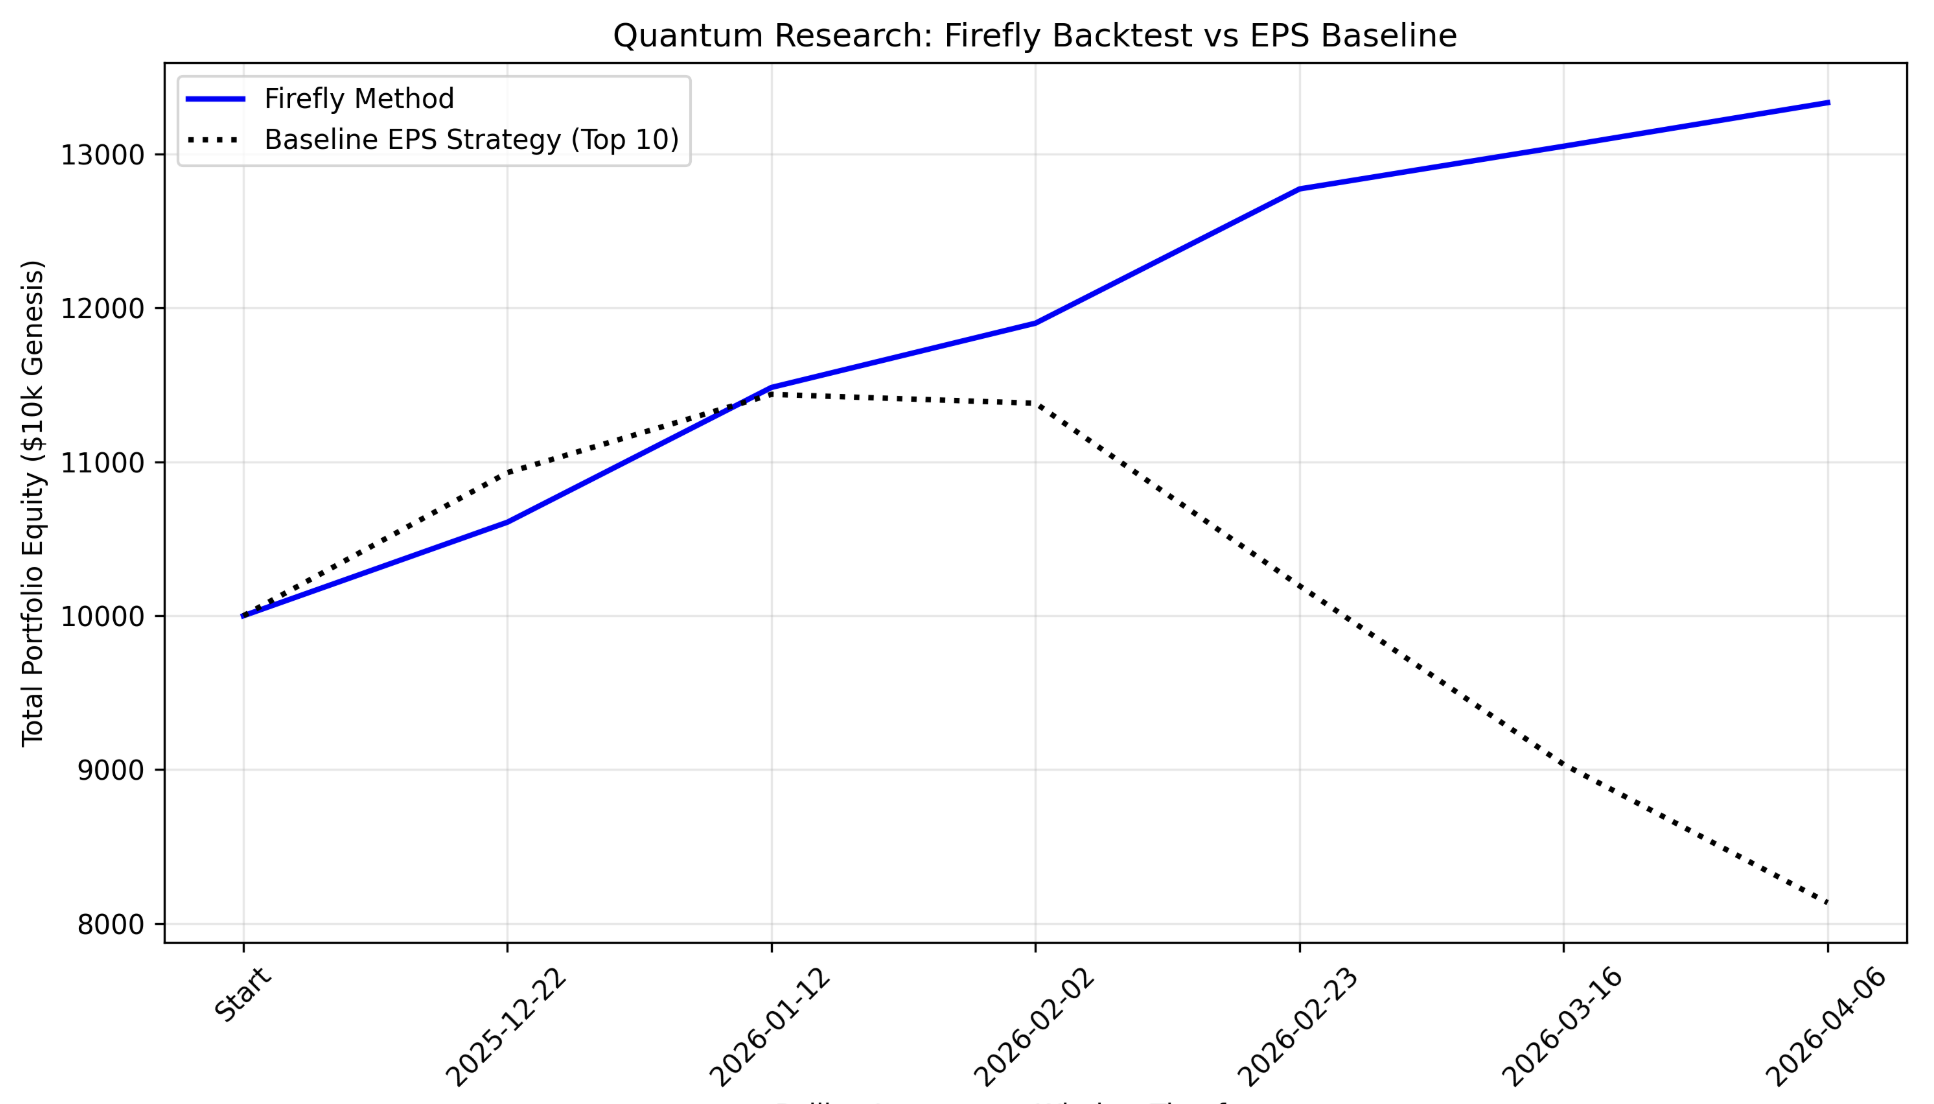 Quantum Research: Firefly Backtest vs EPS Baseline
Firefly Method
Baseline EPS Strategy (Top 10)
Total Portfolio Equity ($10k Genesis)
13000
12000
11000
10000
9000
8000
Start
2025-12-22
2026-01-12
2026-02-02
2026-02-23
2026-03-16
2026-04-06